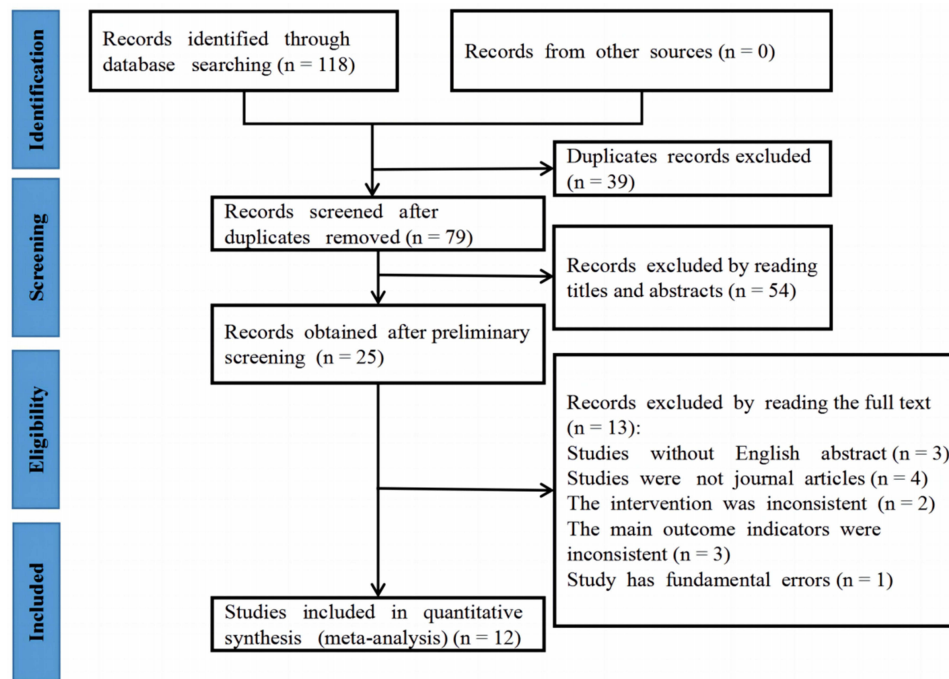 Identification
Records identified through
database searching (n = 118)
Records from other sources (n = 0)
Duplicates records excluded
(n = 39)
Screening
Records screened after
duplicates removed (n = 79)
Records excluded by reading
titles and abstracts (n = 54)
Records obtained after preliminary
screening (n = 25)
Eligibility
Records excluded by reading the full text
(n = 13):
Studies without English abstract (n = 3)
Studies were not journal articles (n = 4)
The intervention was inconsistent (n = 2)
The main outcome indicators were
inconsistent (n = 3)
Study has fundamental errors (n = 1)
Included
Studies included in quantitative
synthesis (meta-analysis) (n = 12)